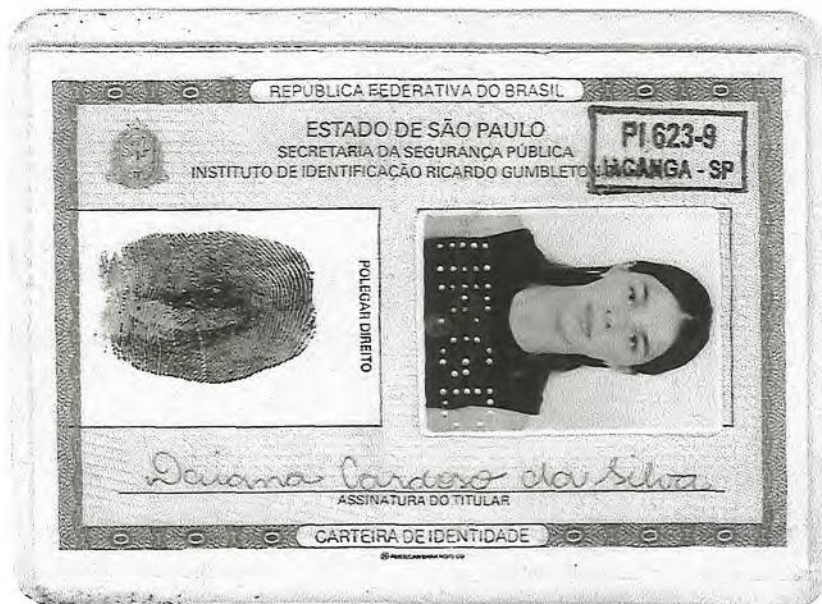 REPÚBLICA FEDERATIVA DO BRASIL
ESTADO DE SÃO PAULO
SECRETARIA DA SEGURANÇA PÚBLICA
INSTITUTO DE IDENTIFICAÇÃO RICARDO GUMBLETON
PI 623-9
IACANGA - SP
POLEGAR DIREITO
Daiana Cardoso da Silva
ASSINATURA DO TITULAR
CARTEIRA DE IDENTIDADE